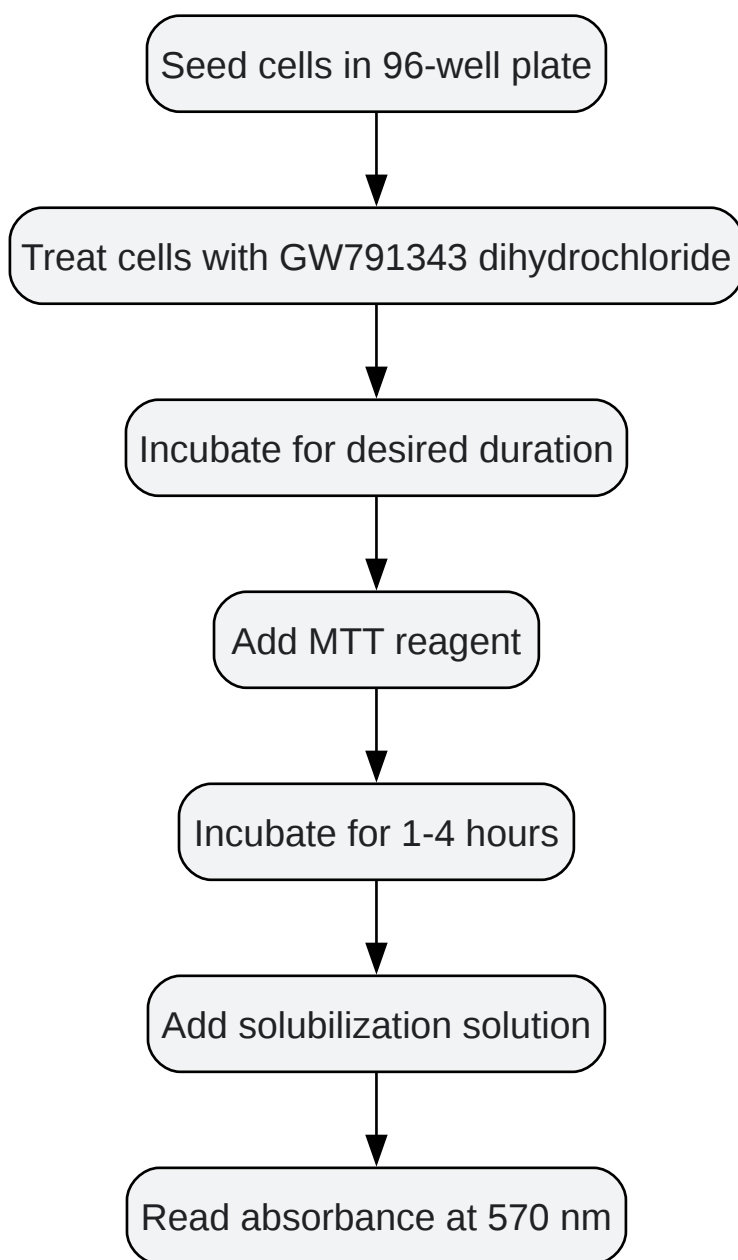 Seed cells in 96-well plate
Treat cells with GW791343 dihydrochloride
Incubate for desired duration
Add MTT reagent
Incubate for 1-4 hours
Add solubilization solution
Read absorbance at 570 nm